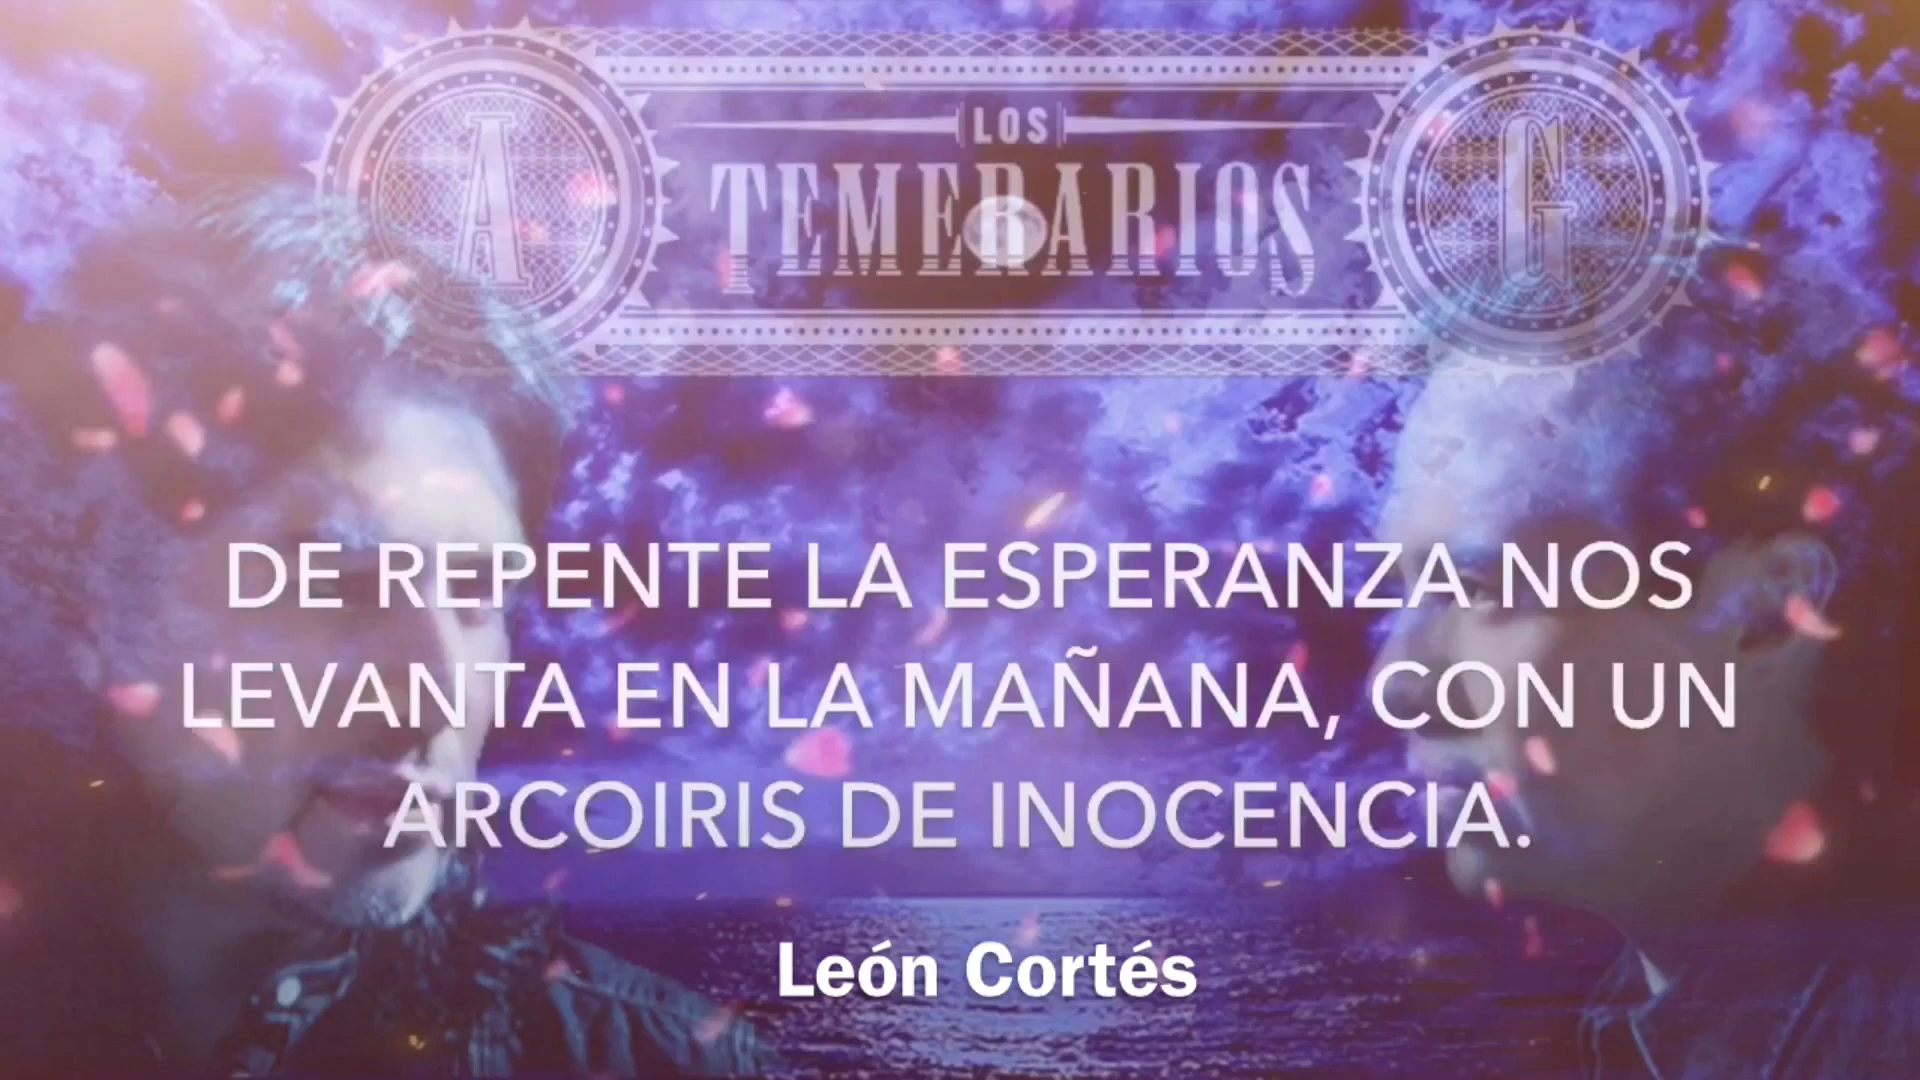 A
LOS
TEMERARIOS
G
DE REPENTE LA ESPERANZA NOS
LEVANTA EN LA MAÑANA, CON UN
ARCOIRIS DE INOCENCIA.
León Cortés